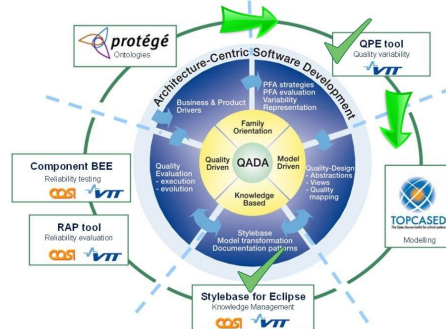 protégé
Ontologies
QPE tool
Quality variability
VTT
Architecture-Centric Software Development
PFA strategies
PFA evaluation
Variability
Representation
Business & Product
Drivers
Family
Orientation
Quality
Driven
QADA
Model
Driven
Knowledge
Based
Quality
Evaluation
- execution
- evolution
Quality-Design
- Abstractions
- Views
- Quality
mapping
Stylebase
Model transformation
Documentation patterns
Component BEE
Reliability testing
COSI VTT
RAP tool
Reliability evaluation
COSI VTT
TOPCASED
Modelling
Stylebase for Eclipse
Knowledge Management
COSI VTT